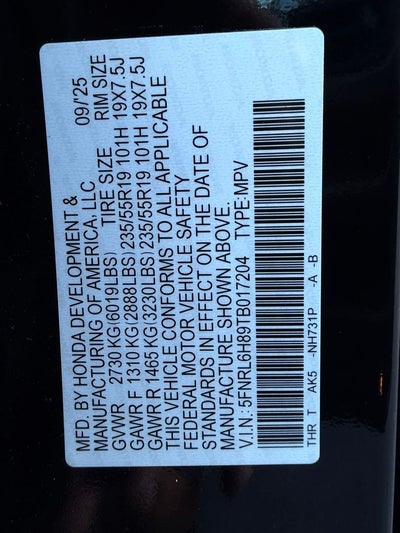 MFD. BY HONDA DEVELOPMENT &
MANUFACTURING OF AMERICA, LLC 09/'25
GVWR 2730 KG(6019LBS) TIRE SIZE RIM SIZE
GAWR F 1310 KG(2888LBS)235/55R19 101H 19X7.5J
GAWR R 1465 KG(3230LBS)235/55R19 101H 19X7.5J
THIS VEHICLE CONFORMS TO ALL APPLICABLE
FEDERAL MOTOR VEHICLE SAFETY
STANDARDS IN EFFECT ON THE DATE OF
MANUFACTURE SHOWN ABOVE.
V.I.N.:5FNRL6H89TB017204 TYPE:MPV
THR T AK5 -NH731P -A -B